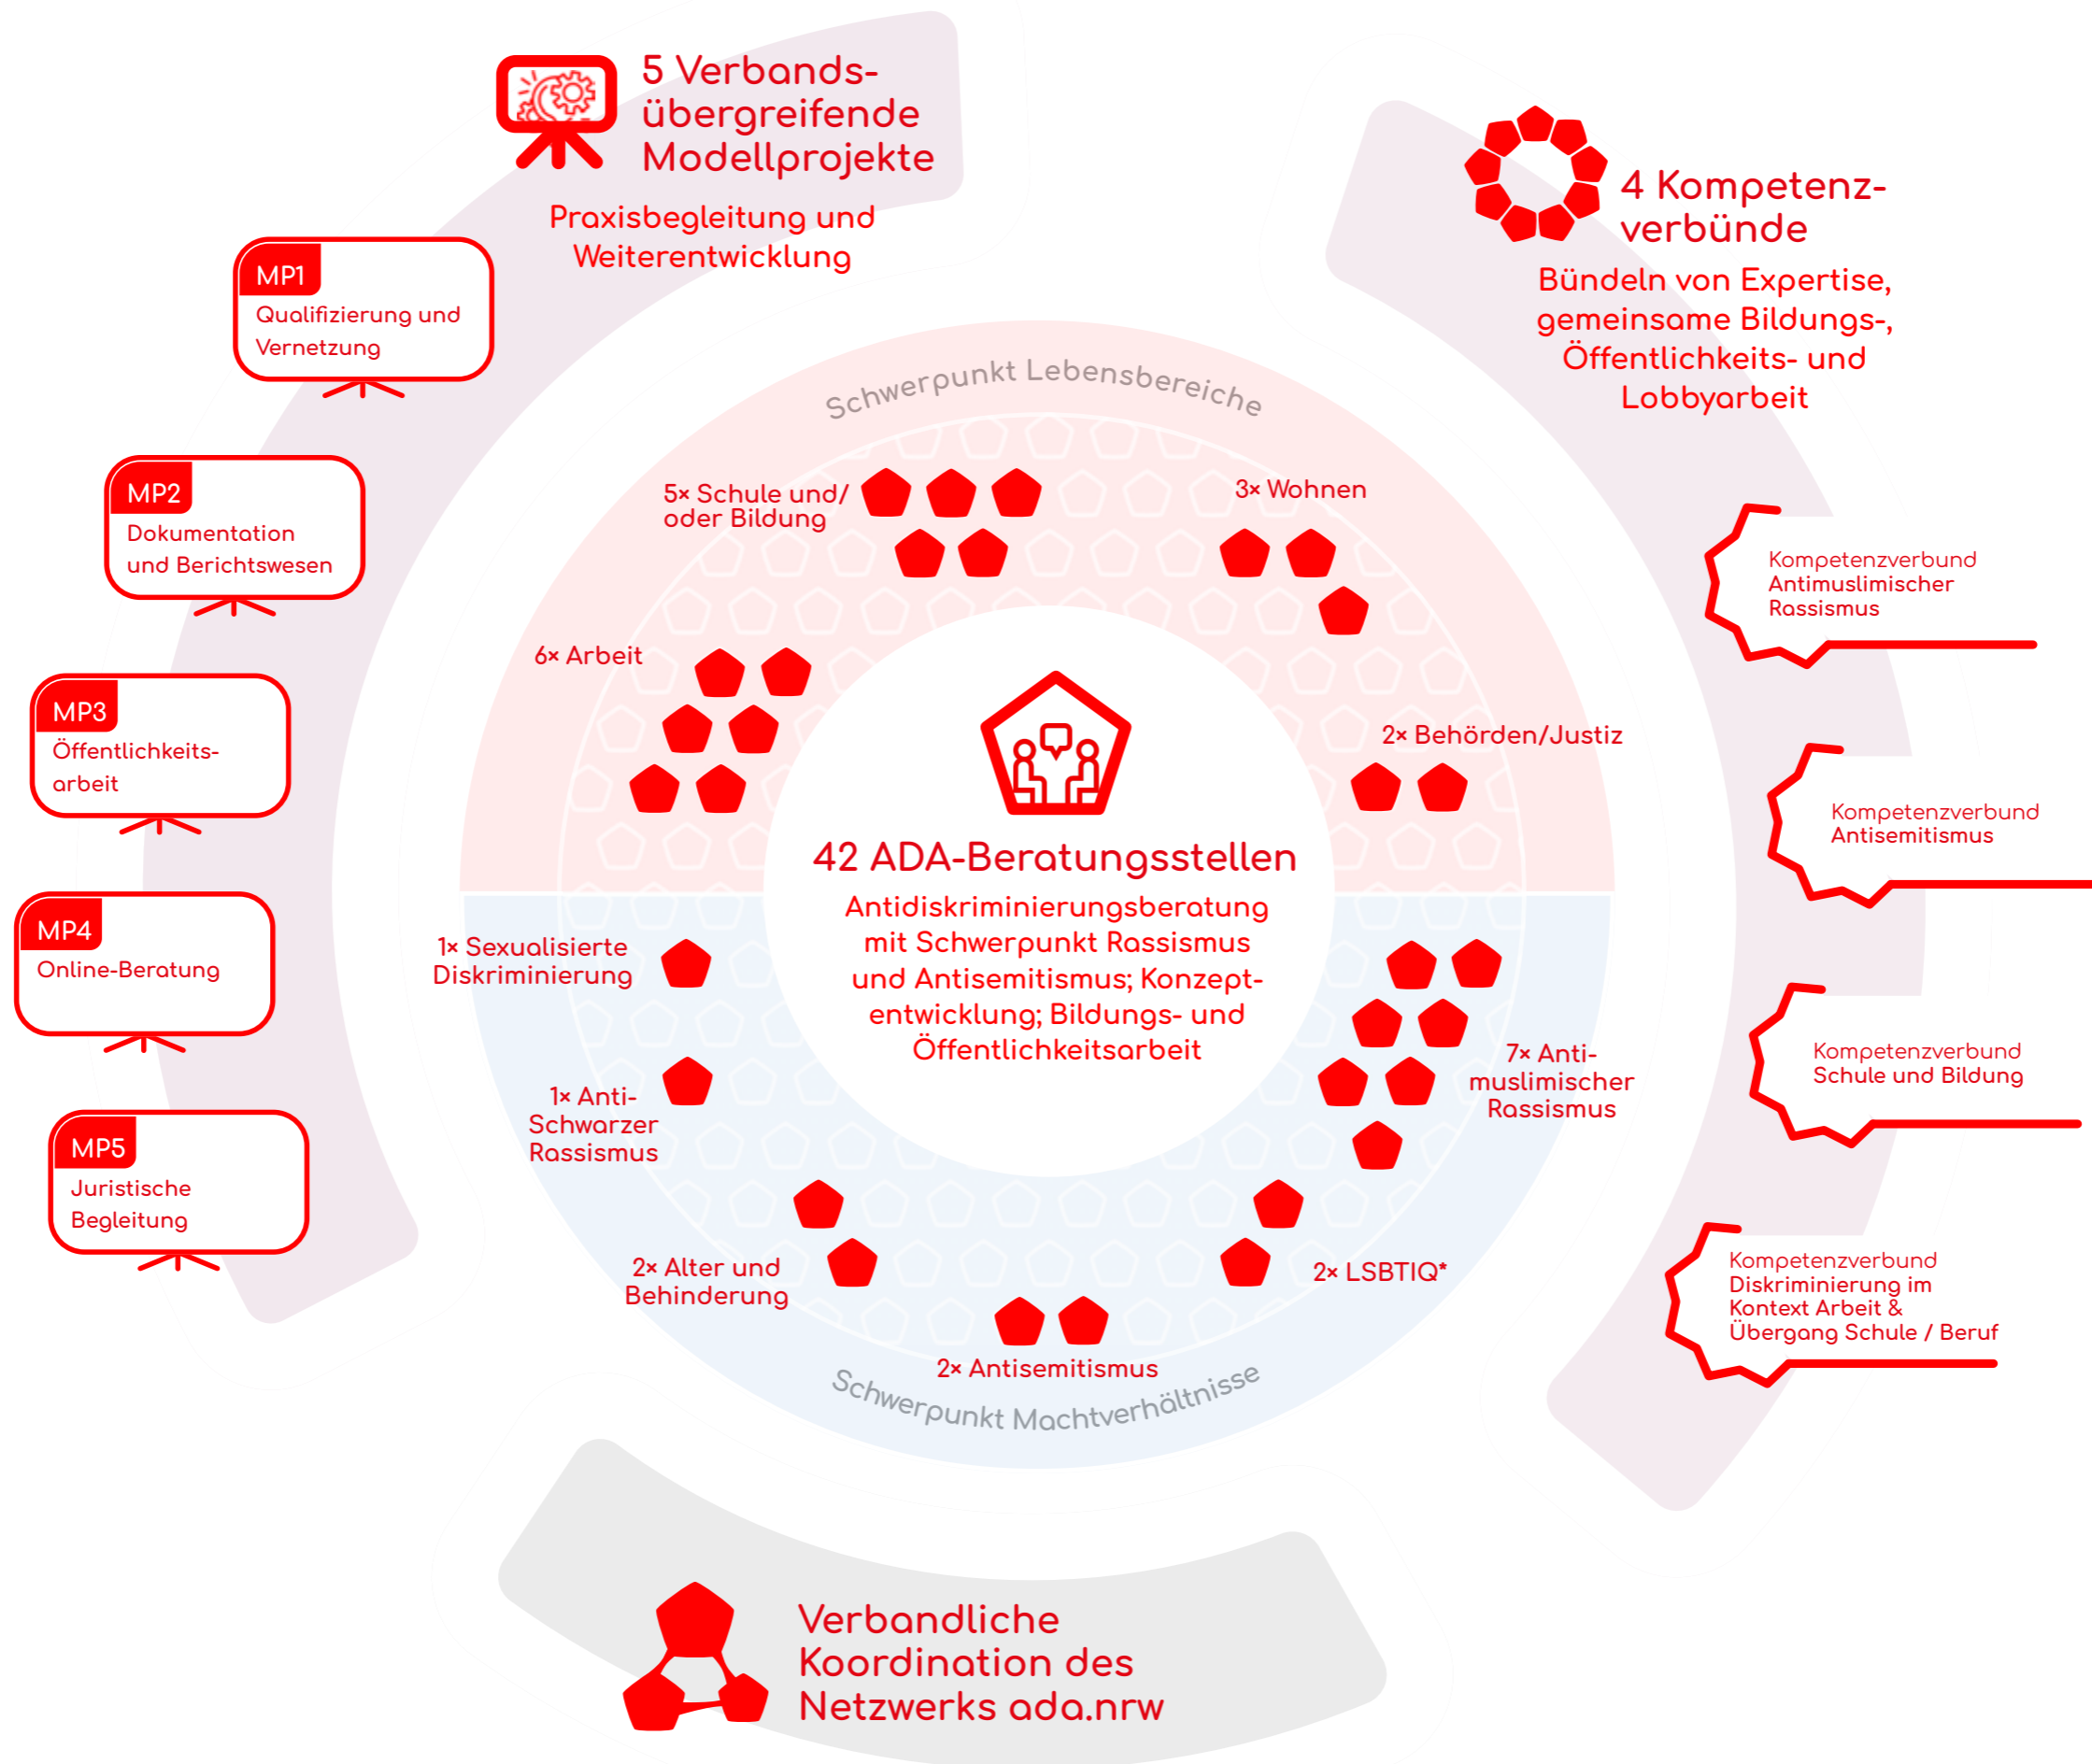 5 Verbands-
übergreifende
Modellprojekte
Praxisbegleitung und
Weiterentwicklung
MP1
Qualifizierung und
Vernetzung
MP2
Dokumentation
und Berichtswesen
MP3
Öffentlichkeits-
arbeit
MP4
Online-Beratung
MP5
Juristische
Begleitung
4 Kompetenz-
verbünde
Bündeln von Expertise,
gemeinsame Bildungs-,
Öffentlichkeits- und
Lobbyarbeit
Kompetenzverbund
Antimuslimischer
Rassismus
Kompetenzverbund
Antisemitismus
Kompetenzverbund
Schule und Bildung
Kompetenzverbund
Diskriminierung im
Kontext Arbeit &
Übergang Schule / Beruf
Schwerpunkt Lebensbereiche
5× Schule und/
oder Bildung
3× Wohnen
6× Arbeit
2× Behörden/Justiz
42 ADA-Beratungsstellen
Antidiskriminierungsberatung
mit Schwerpunkt Rassismus
und Antisemitismus; Konzept-
entwicklung; Bildungs- und
Öffentlichkeitsarbeit
1× Sexualisierte
Diskriminierung
1× Anti-
Schwarzer
Rassismus
2× Alter und
Behinderung
2× Antisemitismus
2× LSBTIQ*
7× Anti-
muslimischer
Rassismus
Schwerpunkt Machtverhältnisse
Verbandliche
Koordination des
Netzwerks ada.nrw